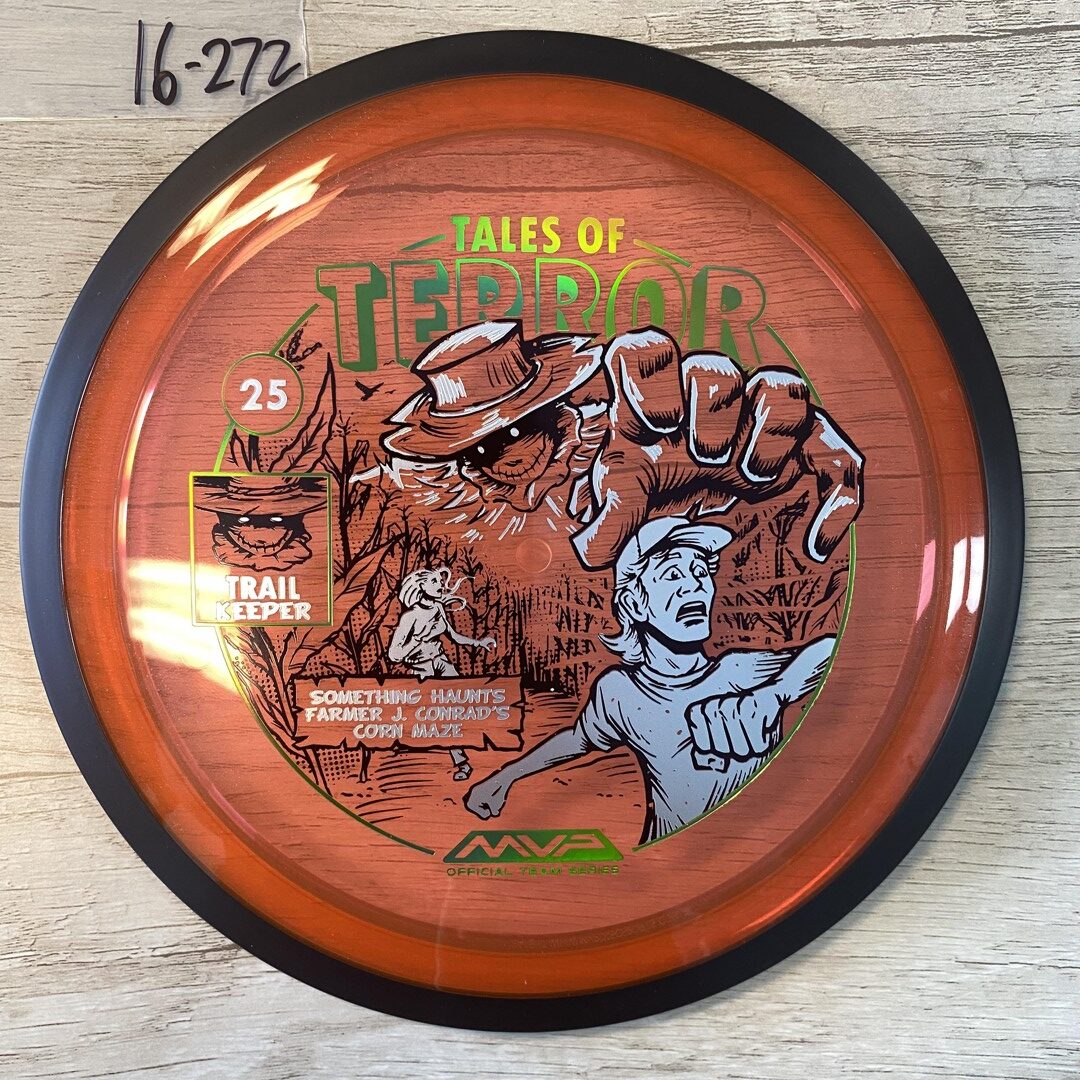 16-272
TALES OF
TERROR
25
TRAIL
KEEPER
SOMETHING HAUNTS
FARMER J. CONRAD'S
CORN MAZE
MVP
OFFICIAL TEAM SERIES